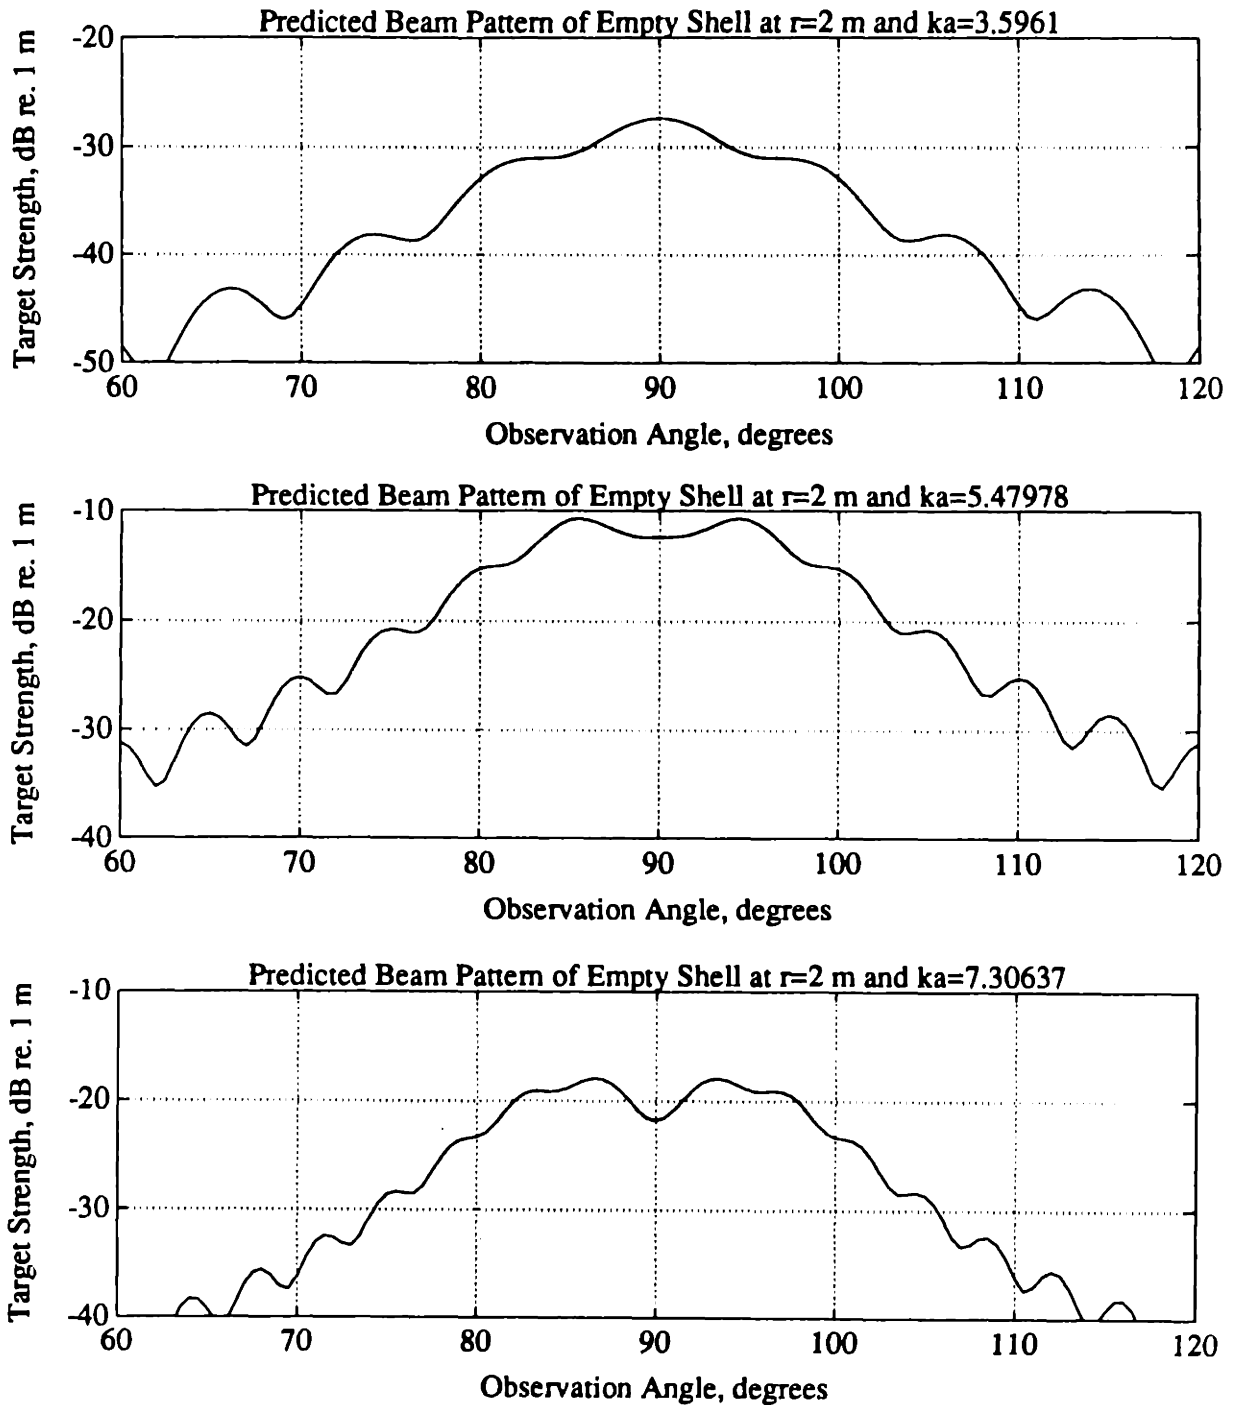 Predicted Beam Pattern of Empty Shell at r=2 m and ka=3.5961
Target Strength, dB re. 1 m
-20
-30
-40
-50
60 70 80 90 100 110 120
Observation Angle, degrees
Predicted Beam Pattern of Empty Shell at r=2 m and ka=5.47978
Target Strength, dB re. 1 m
-10
-20
-30
-40
60 70 80 90 100 110 120
Observation Angle, degrees
Predicted Beam Pattern of Empty Shell at r=2 m and ka=7.30637
Target Strength, dB re. 1 m
-10
-20
-30
-40
60 70 80 90 100 110 120
Observation Angle, degrees